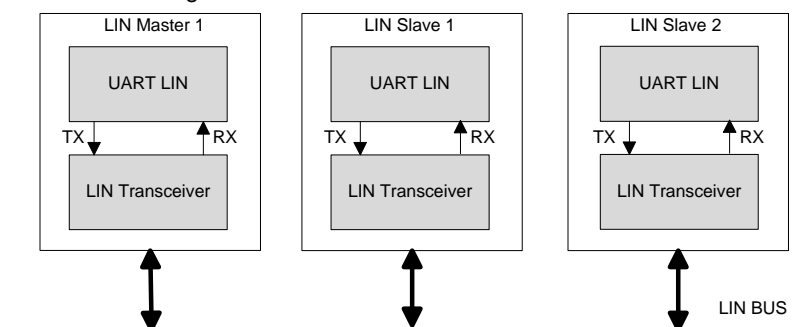 LIN Master 1
UART LIN
TX
RX
LIN Transceiver
LIN Slave 1
UART LIN
TX
RX
LIN Transceiver
LIN Slave 2
UART LIN
TX
RX
LIN Transceiver
LIN BUS